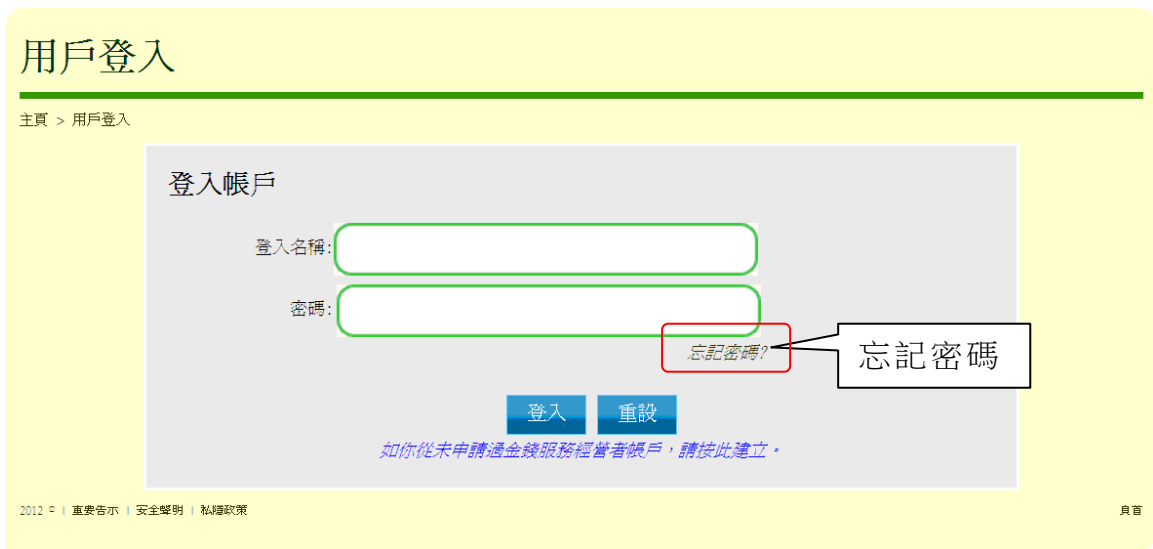 用戶登入
主頁 > 用戶登入
登入帳戶
登入名稱:
密碼:
忘記密碼?
忘記密碼
登入 重設
如你從未申請過金錢服務經營者帳戶，請按此建立。
2012 © | 重要告示 | 安全聲明 | 私隱政策 頁首